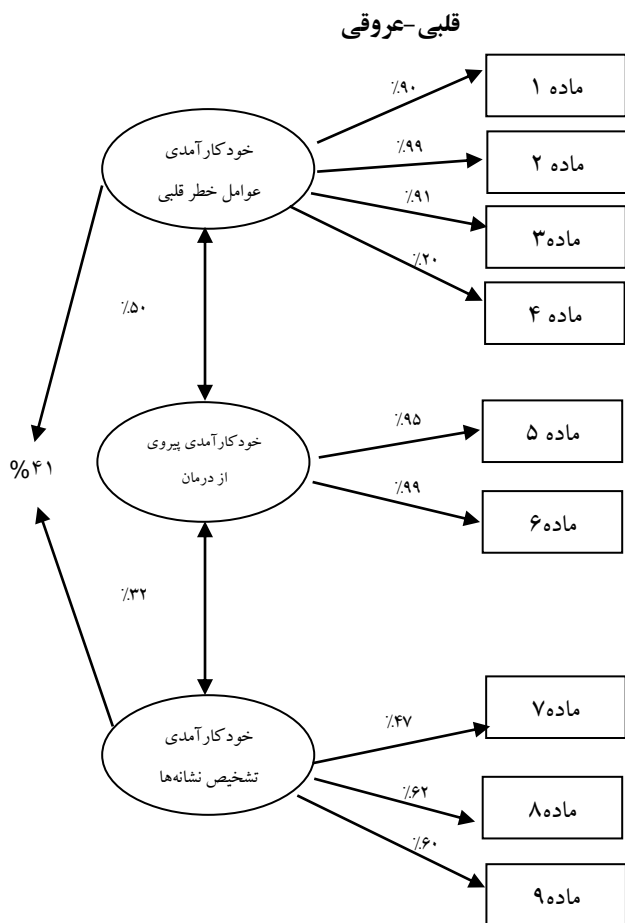 قلبی-عروقی
٪۹۰
ماده ۱
خودکارآمدی
عوامل خطر قلبی
٪۹۹
ماده ۲
٪۹۱
ماده۳
٪۲۰
ماده ۴
٪۵۰
خودکارآمدی پیروی
از درمان
٪۹۵
ماده ۵
٪۹۹
ماده۶
%۴۱
٪۳۲
خودکارآمدی
تشخیص نشانه‌ها
٪۴۷
ماده۷
٪۶۲
ماده۸
٪۶۰
ماده۹